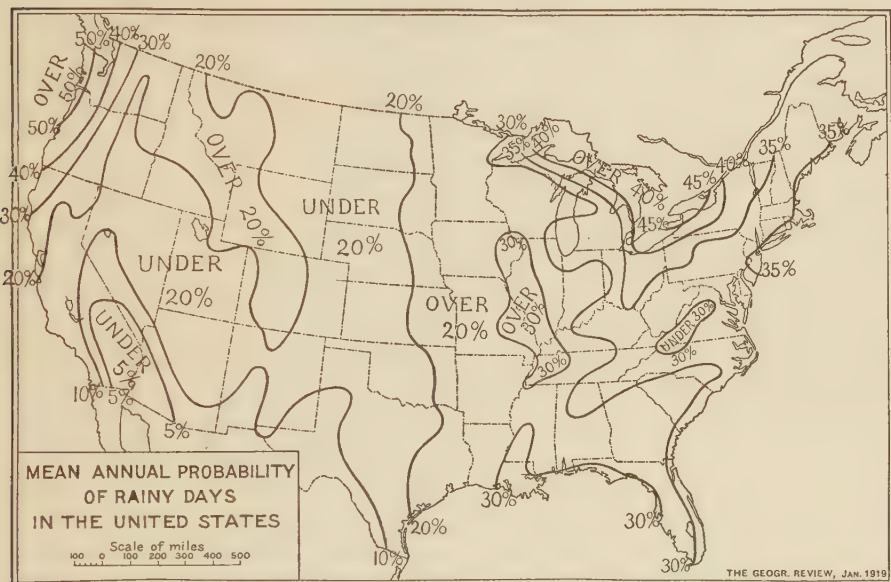 50%
40%
30%
OVER
50%
50%
40%
30%
20%
20%
OVER
20%
20%
UNDER
20%
UNDER
20%
UNDER
5%
10%
5%
5%
OVER
20%
30%
OVER
30%
30%
30%
35%
40%
OVER
40%
45%
45%
40%
35%
35%
35%
UNDER 30%
30%
10%
20%
30%
30%
30%
MEAN ANNUAL PROBABILITY
OF RAINY DAYS
IN THE UNITED STATES
Scale of miles
100 0 100 200 300 400 500
THE GEOGR. REVIEW, JAN. 1919